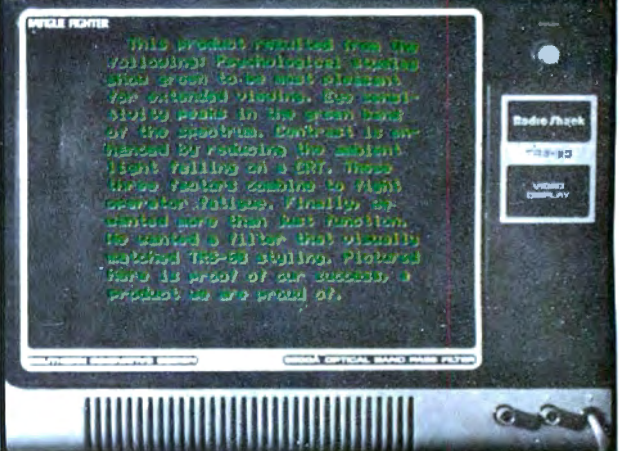 FATIGUE FIGHTER
This product resulted from the
following: Psychological studies
show green to be most pleasant
for extended viewing. Eye sensi-
tivity peaks in the green band
of the spectrum. Contrast is en-
hanced by reducing the ambient
light falling on a CRT. These
three factors combine to fight
operator fatigue. Finally, we
wanted more than just function.
We wanted a filter that visually
matched TRS-80 styling. Pictured
here is proof of our success, a
product we are proud of.
OPTICAL BAND PASS FILTER
Radio Shack
TRS-80
VIDEO
DISPLAY